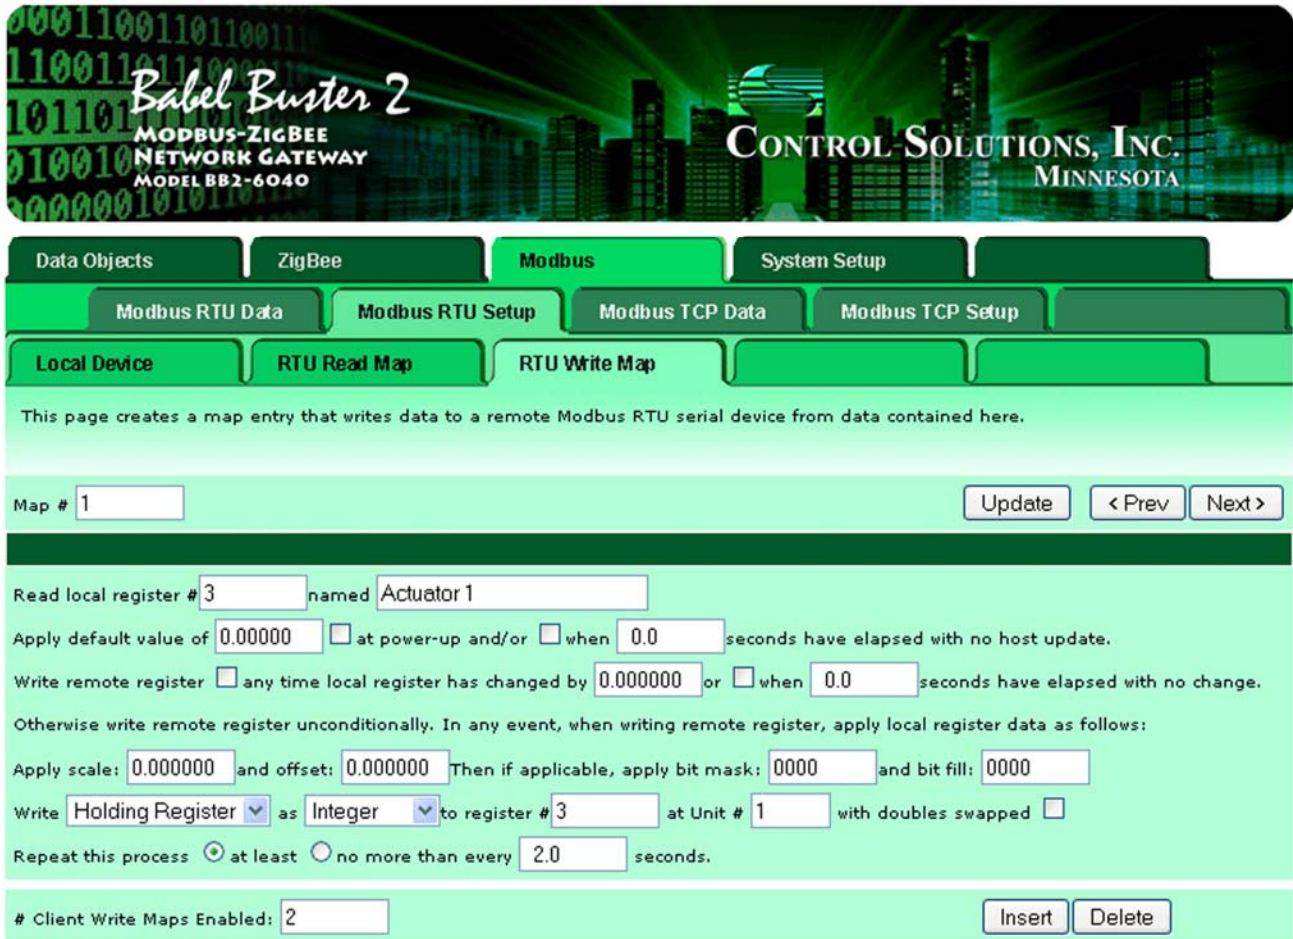 Babel Buster 2
MODBUS-ZIGBEE
NETWORK GATEWAY
MODEL BB2-6040
CONTROL SOLUTIONS, INC.
MINNESOTA
Data Objects ZigBee Modbus System Setup
Modbus RTU Data Modbus RTU Setup Modbus TCP Data Modbus TCP Setup
Local Device RTU Read Map RTU Write Map
This page creates a map entry that writes data to a remote Modbus RTU serial device from data contained here.
Map # 1 Update < Prev Next >
Read local register # 3 named Actuator 1
Apply default value of 0.00000 at power-up and/or when 0.0 seconds have elapsed with no host update.
Write remote register any time local register has changed by 0.000000 or when 0.0 seconds have elapsed with no change.
Otherwise write remote register unconditionally. In any event, when writing remote register, apply local register data as follows:
Apply scale: 0.000000 and offset: 0.000000 Then if applicable, apply bit mask: 0000 and bit fill: 0000
Write Holding Register as Integer to register # 3 at Unit # 1 with doubles swapped
Repeat this process at least no more than every 2.0 seconds.
# Client Write Maps Enabled: 2 Insert Delete